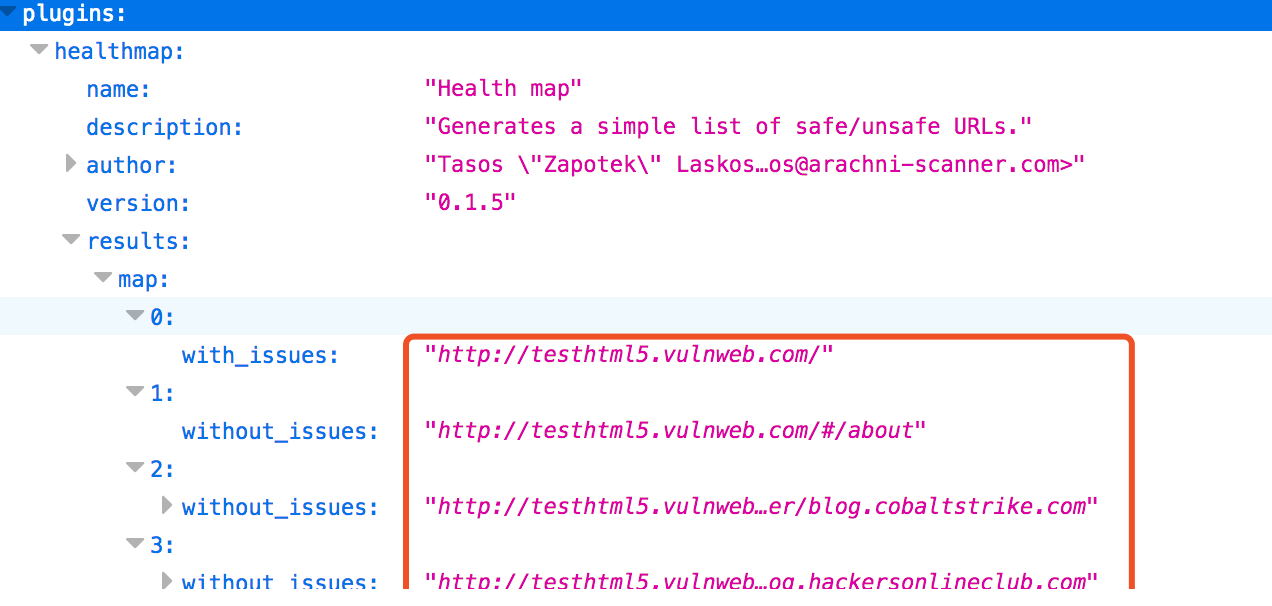 plugins:
healthmap:
name: "Health map"
description: "Generates a simple list of safe/unsafe URLs."
author: "Tasos \"Zapotek\" Laskos…os@arachni-scanner.com>"
version: "0.1.5"
results:
map:
0:
with_issues: "http://testhtml5.vulnweb.com/"
1:
without_issues: "http://testhtml5.vulnweb.com/#/about"
2:
without_issues: "http://testhtml5.vulnweb…er/blog.cobaltstrike.com"
3:
without_issues: "http://testhtml5.vulnweb…og.hackersonlineclub.com"